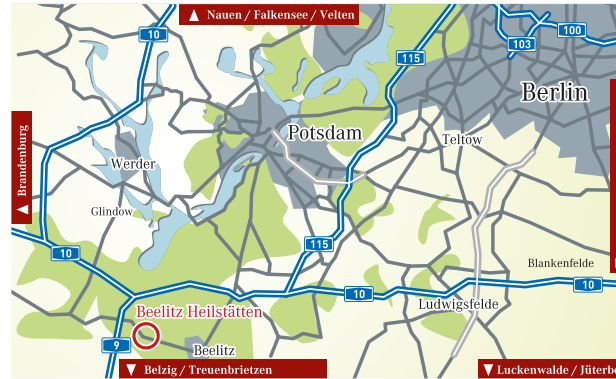 ▲ Nauen / Falkensee / Velten
10
100
103
115
Berlin
Potsdam
Teltow
▲ Brandenburg
Werder
Glindow
115
10
Blankenfelde
10
10
Ludwigsfelde
Beelitz Heilstätten
9
Beelitz
▼ Belzig / Treuenbrietzen
▼ Luckenwalde / Jüterb